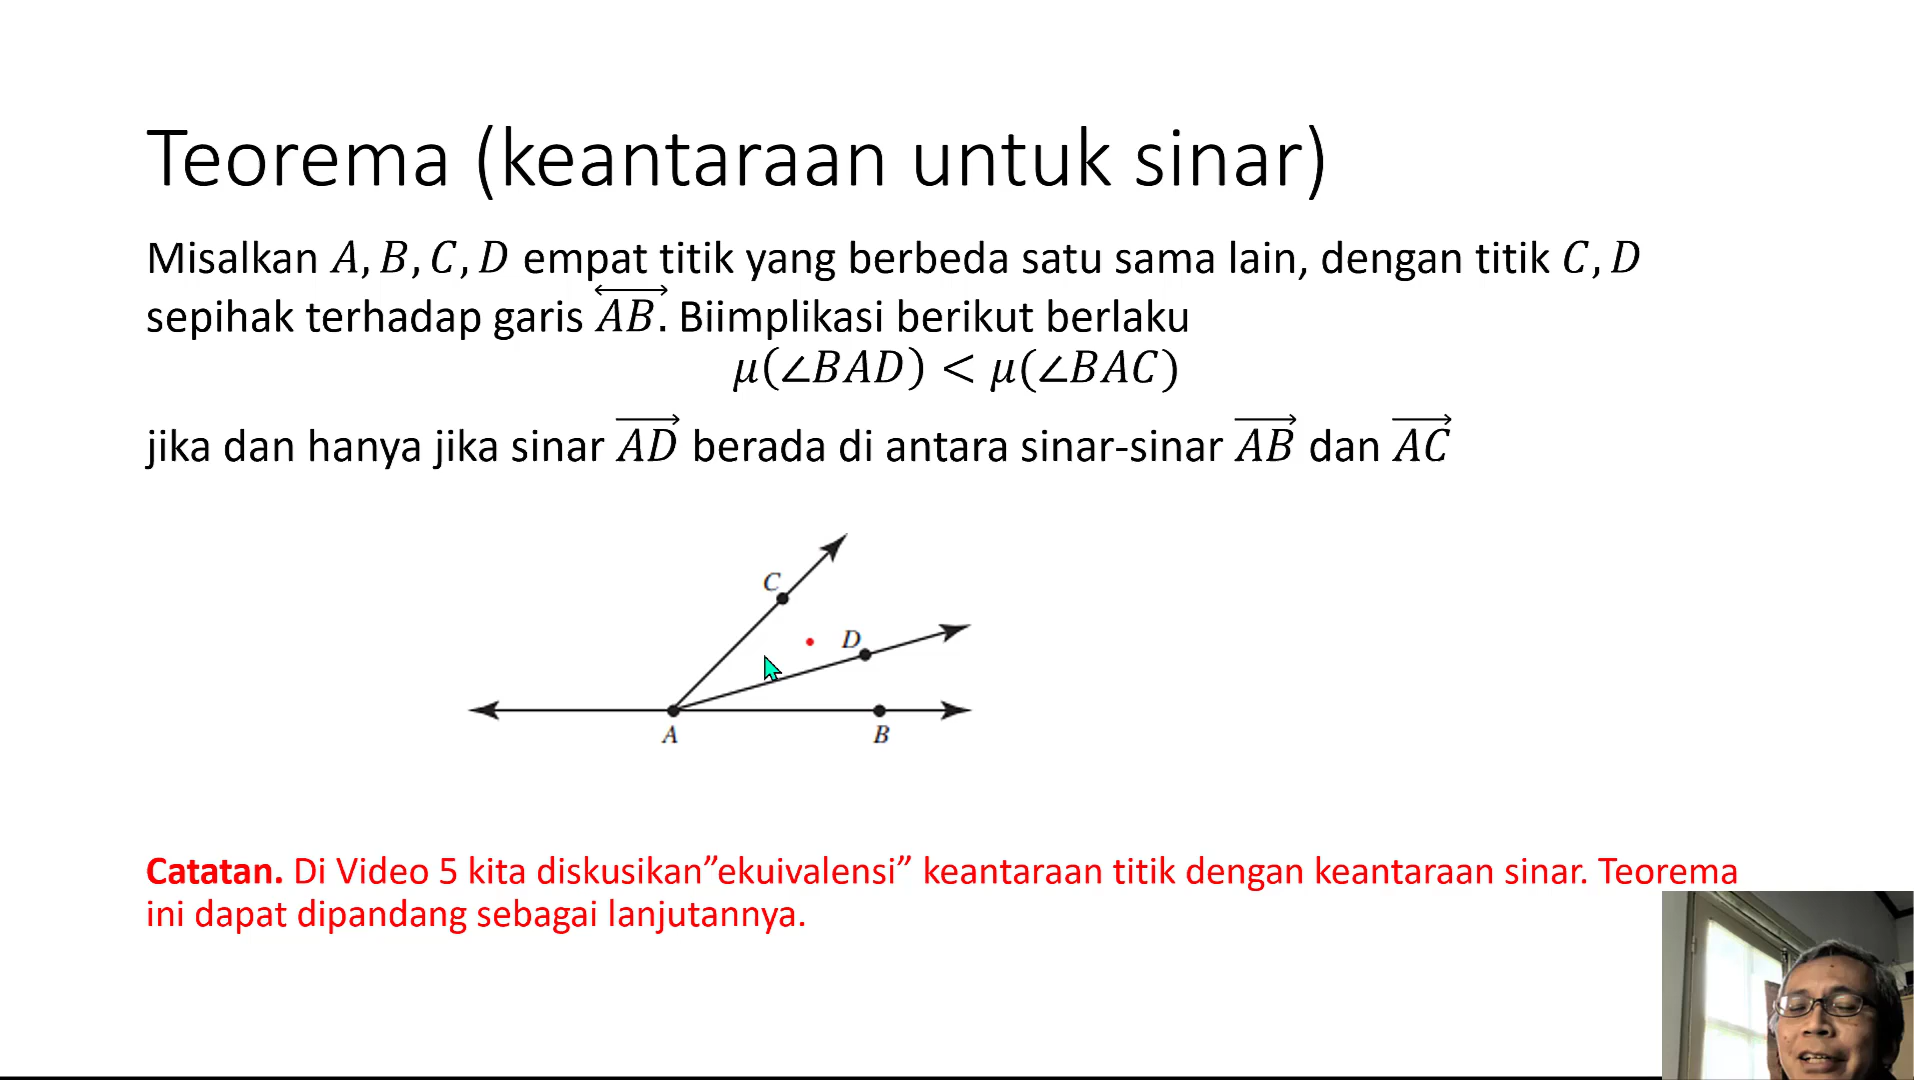 Teorema (keantaraan untuk sinar)
Misalkan A, B, C, D empat titik yang berbeda satu sama lain, dengan titik C, D
sepihak terhadap garis AB. Biimplikasi berikut berlaku
μ(∠BAD) < μ(∠BAC)
jika dan hanya jika sinar AD berada di antara sinar-sinar AB dan AC
C
D
A
B
Catatan. Di Video 5 kita diskusikan”ekuivalensi” keantaraan titik dengan keantaraan sinar. Teorema
ini dapat dipandang sebagai lanjutannya.